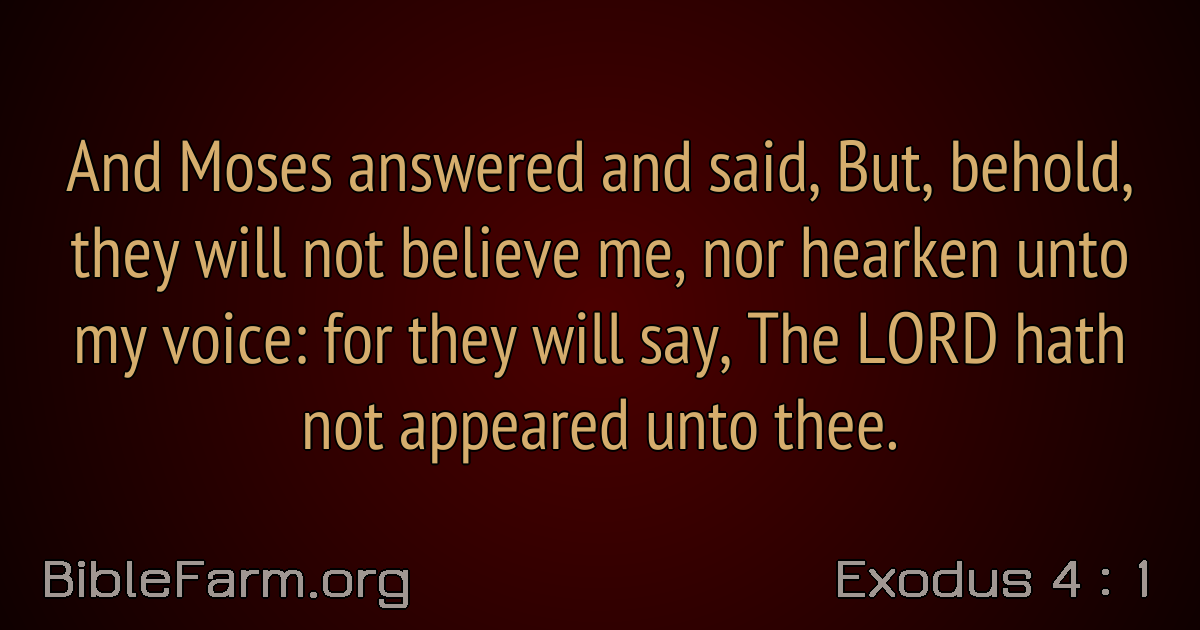 And Moses answered and said, But, behold,
they will not believe me, nor hearken unto
my voice: for they will say, The LORD hath
not appeared unto thee.
BibleFarm.org
Exodus 4 : 1